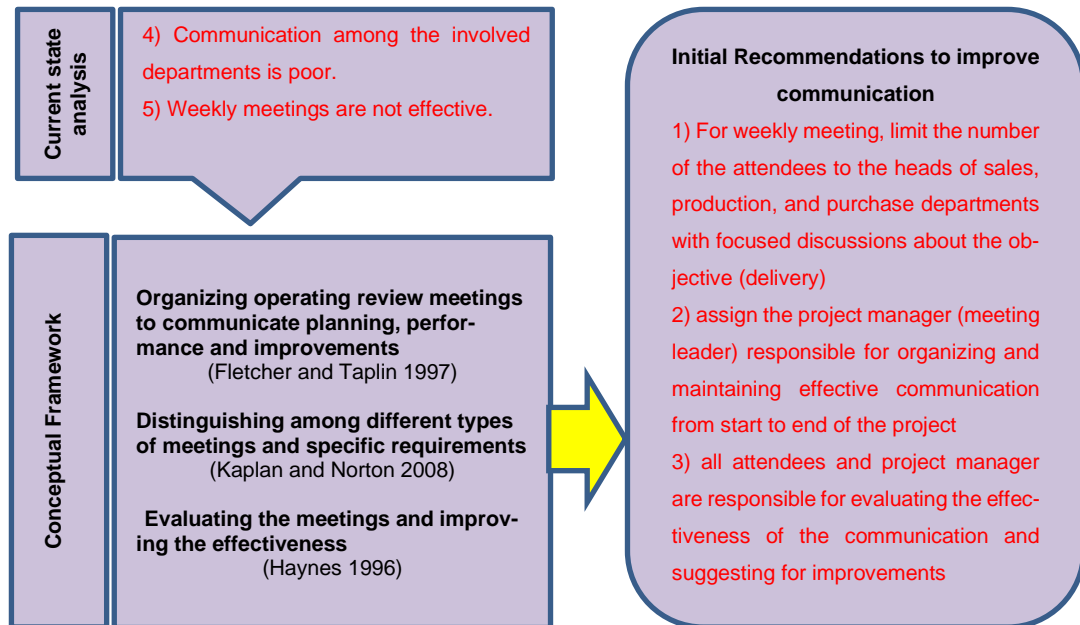 Current state
analysis
4) Communication among the involved
departments is poor.
5) Weekly meetings are not effective.
Conceptual Framework
Organizing operating review meetings
to communicate planning, perfor-
mance and improvements
(Fletcher and Taplin 1997)
Distinguishing among different types
of meetings and specific requirements
(Kaplan and Norton 2008)
Evaluating the meetings and improv-
ing the effectiveness
(Haynes 1996)
Initial Recommendations to improve
communication
1) For weekly meeting, limit the number
of the attendees to the heads of sales,
production, and purchase departments
with focused discussions about the ob-
jective (delivery)
2) assign the project manager (meeting
leader) responsible for organizing and
maintaining effective communication
from start to end of the project
3) all attendees and project manager
are responsible for evaluating the effec-
tiveness of the communication and
suggesting for improvements